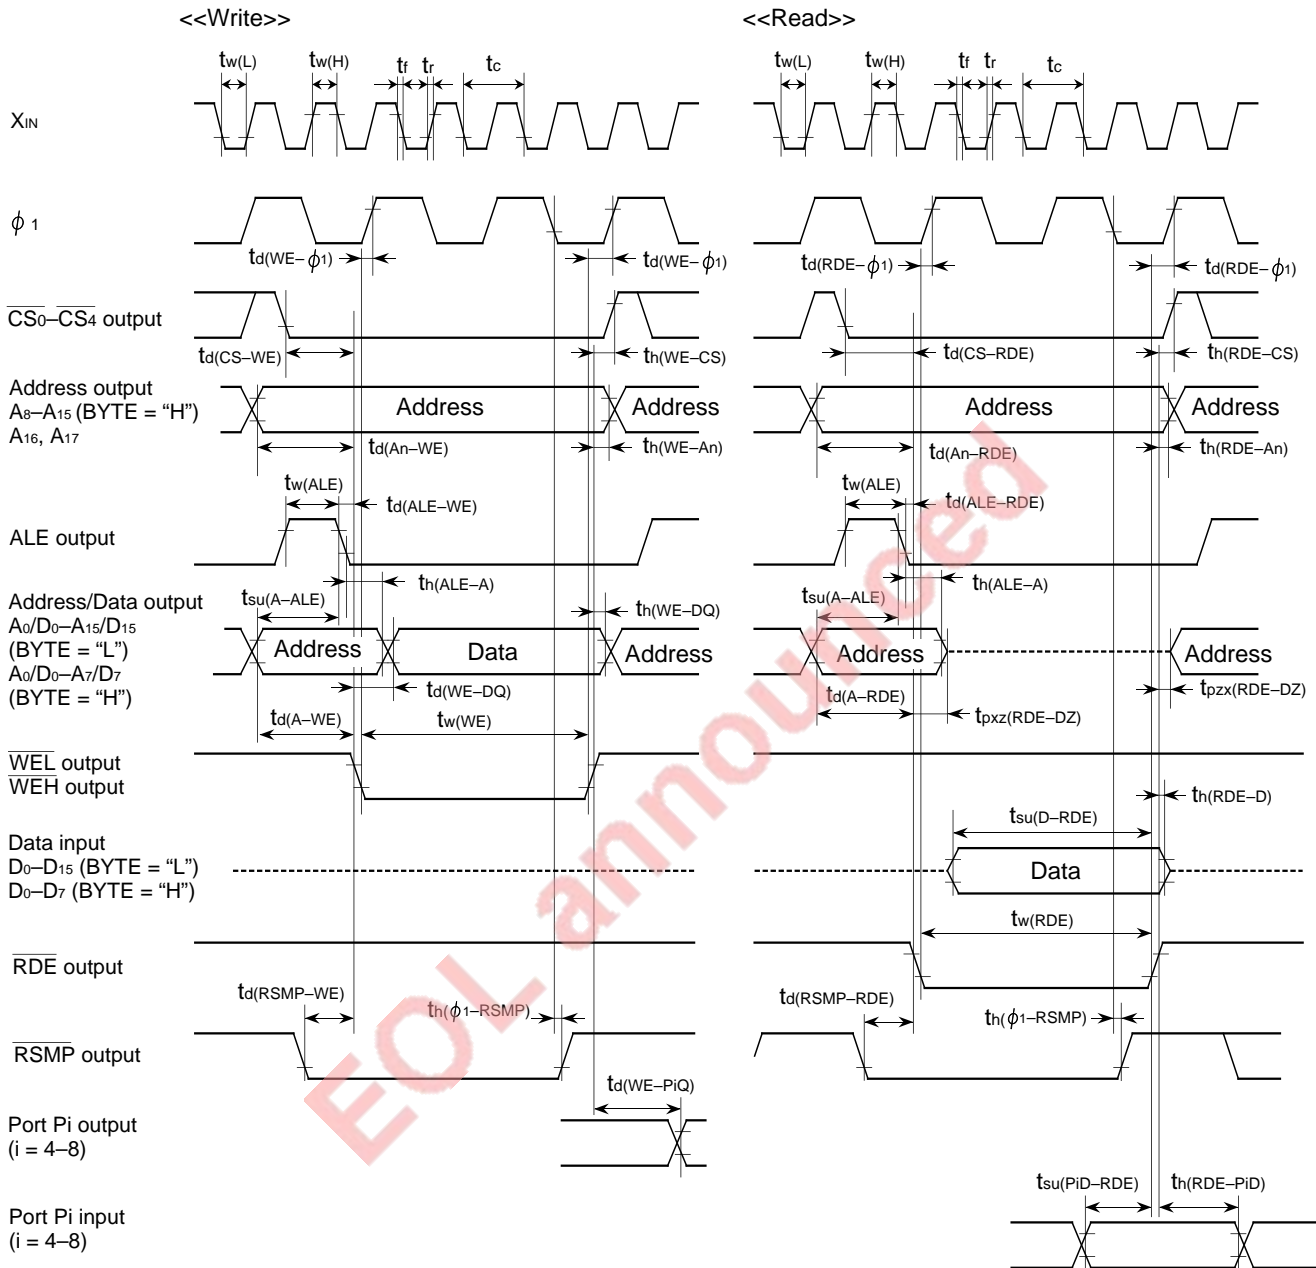 <<Write>>
<<Read>>
tw(L) tw(H) tf tr tc
tw(L) tw(H) tf tr tc
XIN
ϕ 1
td(WE–ϕ1) td(WE–ϕ1)
td(RDE–ϕ1) td(RDE–ϕ1)
CS0–CS4 output
td(CS–WE) th(WE–CS)
td(CS–RDE) th(RDE–CS)
Address output
A8–A15 (BYTE = “H”)
A16, A17
Address Address
Address Address
td(An–WE) th(WE–An)
td(An–RDE) th(RDE–An)
tw(ALE)
td(ALE–WE)
tw(ALE)
td(ALE–RDE)
ALE output
th(ALE–A)
th(ALE–A)
Address/Data output
A0/D0–A15/D15
(BYTE = “L”)
A0/D0–A7/D7
(BYTE = “H”)
tsu(A–ALE) th(WE–DQ)
tsu(A–ALE)
Address Data Address
Address Address
td(WE–DQ)
td(A–WE) tw(WE)
td(A–RDE) tpxz(RDE–DZ) tpzx(RDE–DZ)
WEL output
WEH output
th(RDE–D)
tsu(D–RDE)
Data input
D0–D15 (BYTE = “L”)
D0–D7 (BYTE = “H”)
Data
tw(RDE)
RDE output
td(RSMP–WE) th(ϕ1–RSMP)
td(RSMP–RDE) th(ϕ1–RSMP)
RSMP output
td(WE–PiQ)
Port Pi output
(i = 4–8)
tsu(PiD–RDE) th(RDE–PiD)
Port Pi input
(i = 4–8)
EOL announced